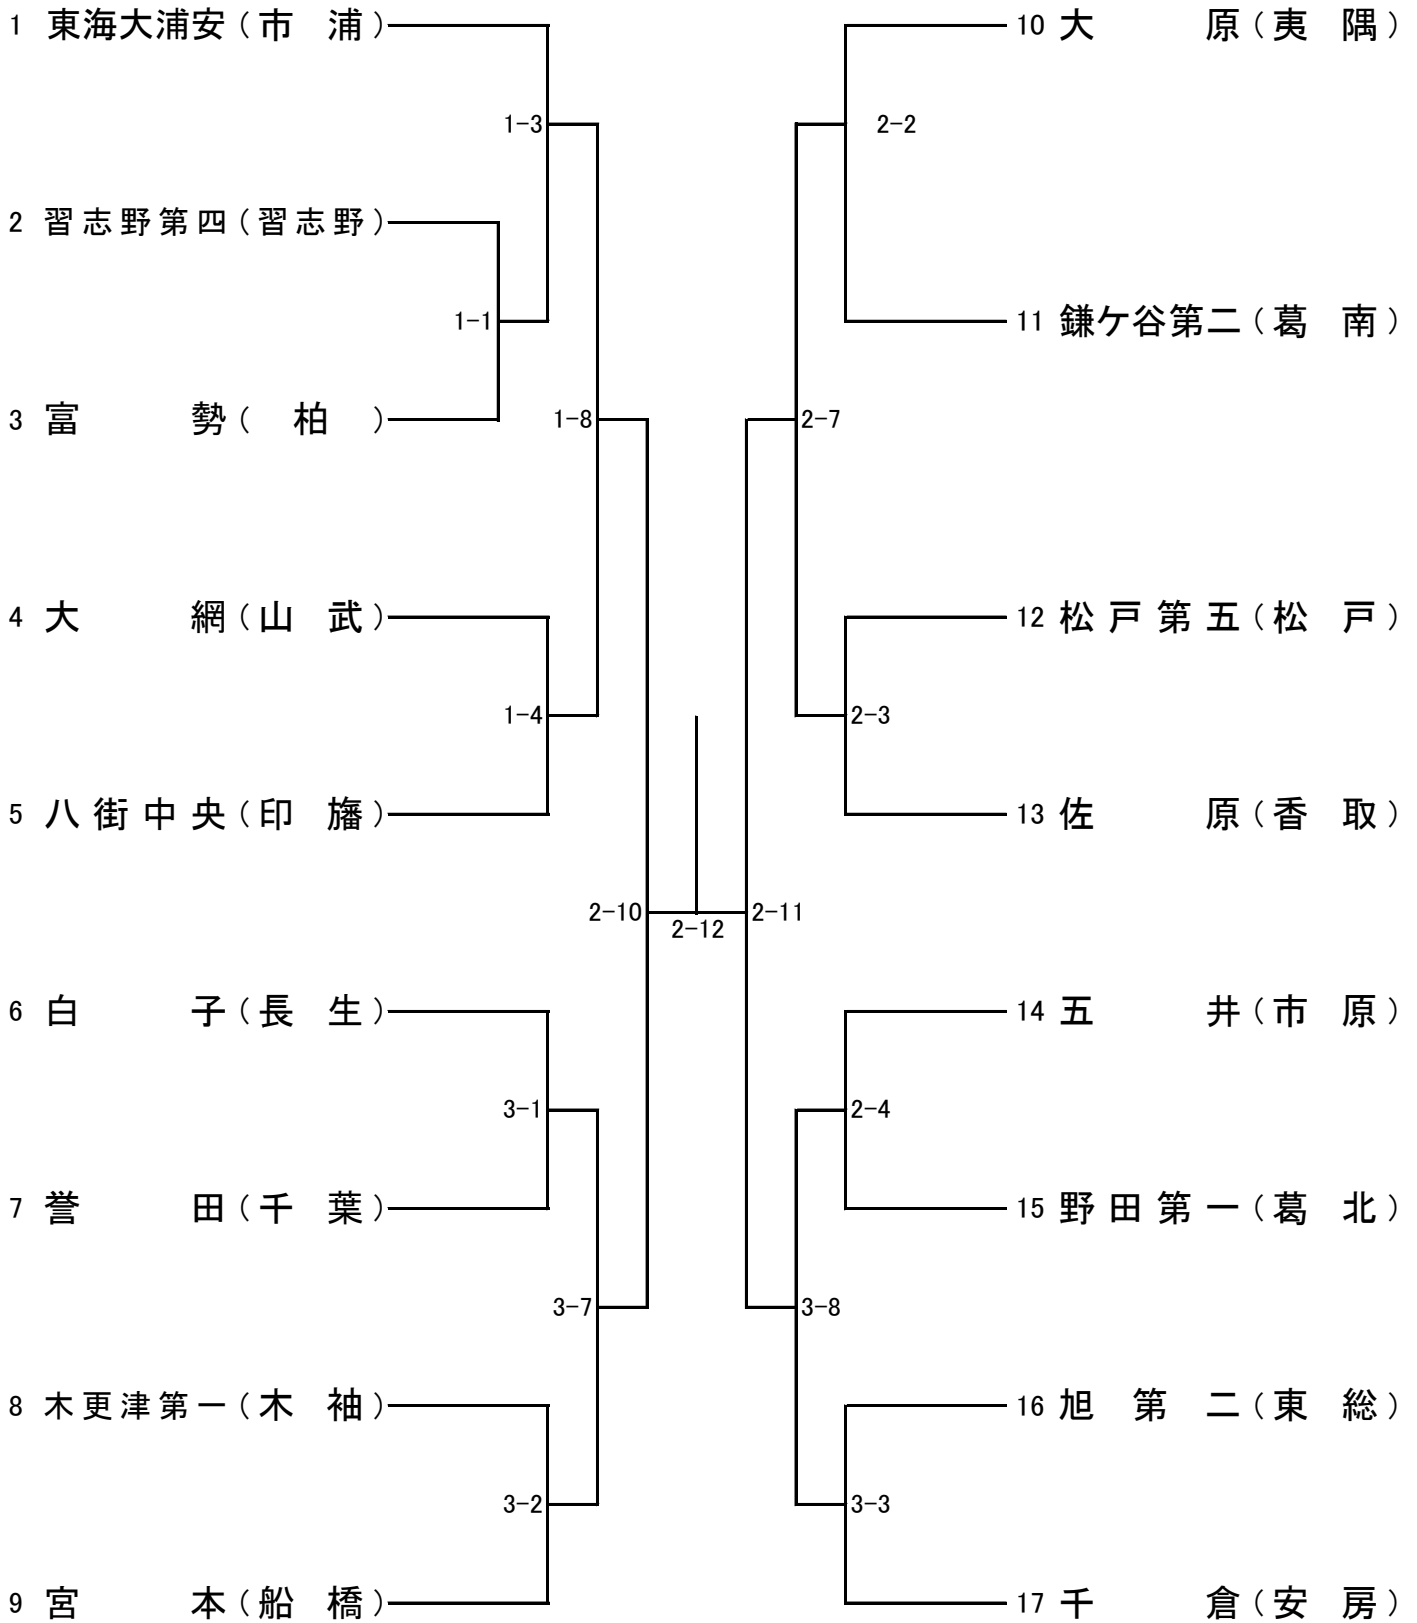 1 東海大浦安(市 浦)
1-3
2 習志野第四(習志野)
1-1
3 富 勢( 柏 )
1-8
4 大 網(山 武)
1-4
5 八街中央(印 旛)
2-10
2-12
6 白 子(長 生)
3-1
7 誉 田(千 葉)
3-7
8 木更津第一(木 袖)
3-2
9 宮 本(船 橋)
10 大 原(夷 隅)
2-2
11 鎌ケ谷第二(葛 南)
2-7
12 松戸第五(松 戸)
2-3
13 佐 原(香 取)
2-11
14 五 井(市 原)
2-4
15 野田第一(葛 北)
3-8
16 旭 第 二(東 総)
3-3
17 千 倉(安 房)